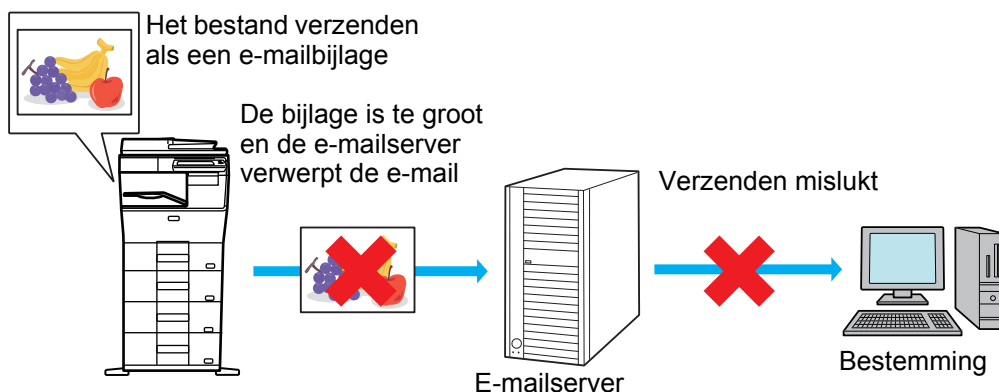 Het bestand verzenden
als een e-mailbijlage
De bijlage is te groot
en de e-mailserver
verwerpt de e-mail
Verzenden mislukt
E-mailserver
Bestemming